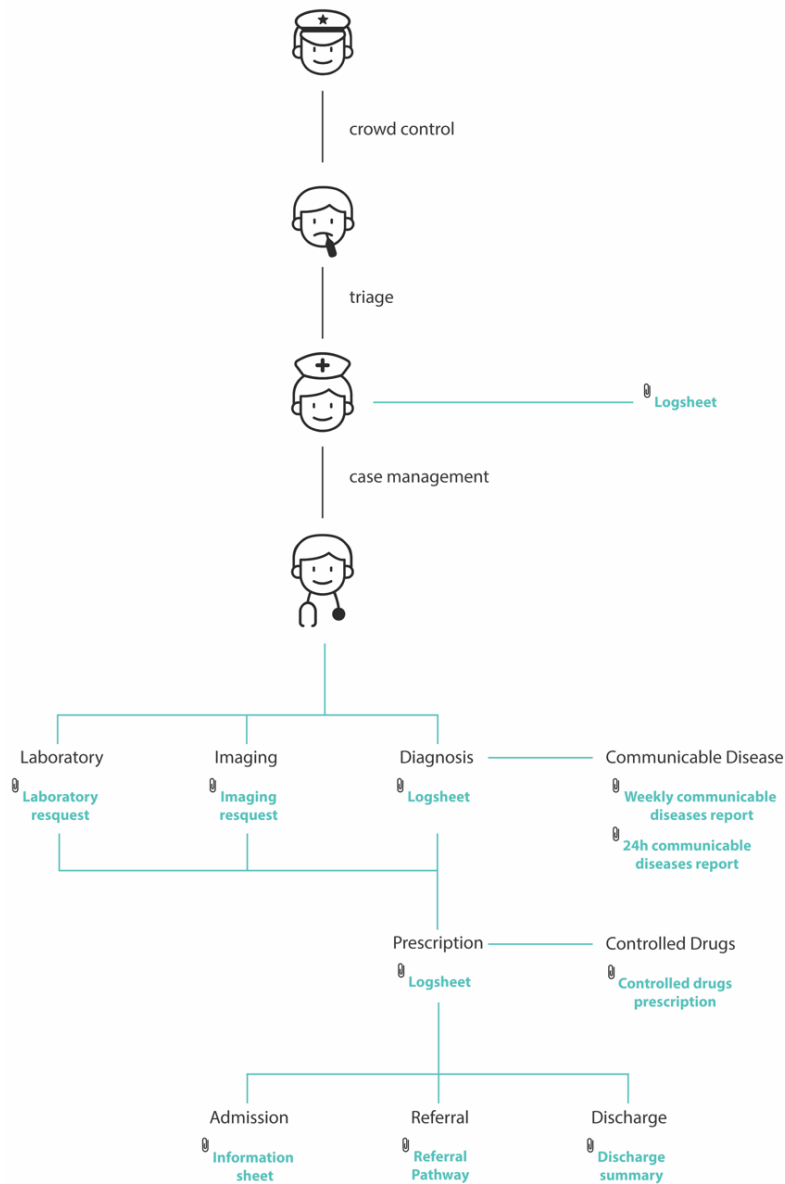 crowd control
triage
Logsheet
case management
Laboratory
Imaging
Diagnosis
Communicable Disease
Laboratory
resquest
Imaging
resquest
Logsheet
Weekly communicable
diseases report
24h communicable
diseases report
Prescription
Controlled Drugs
Logsheet
Controlled drugs
prescription
Admission
Referral
Discharge
Information
sheet
Referral
Pathway
Discharge
summary